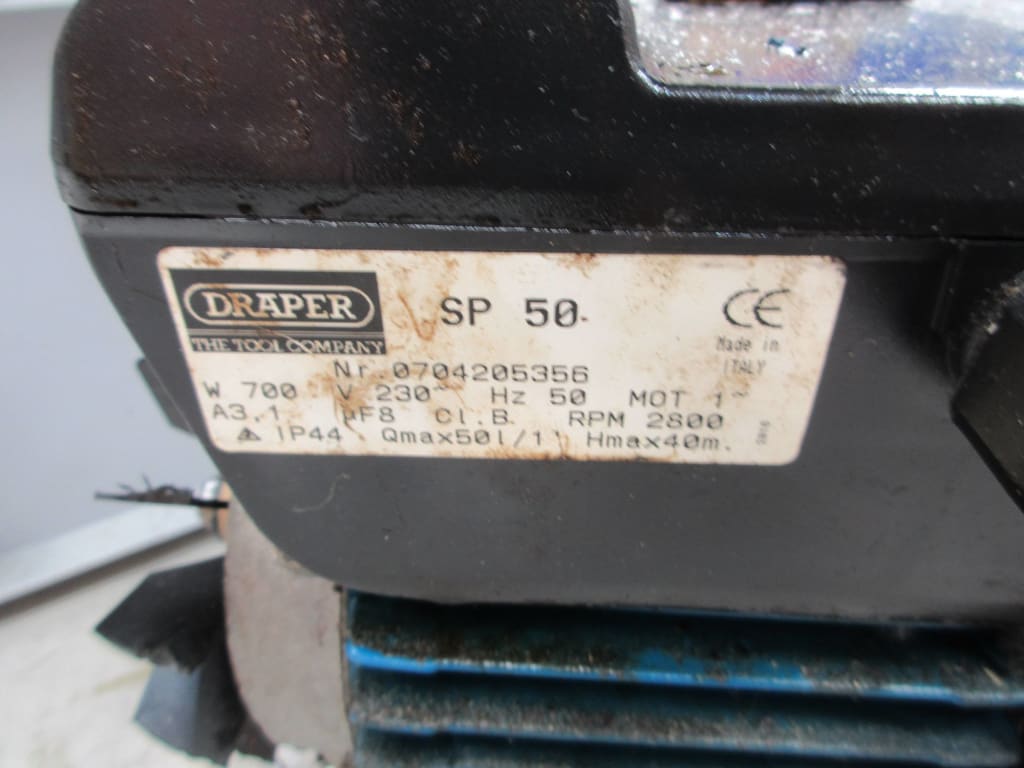 DRAPER
THE TOOL COMPANY
SP 50
CE
Made in
ITALY
Nr.0704205356
W 700 V 230~ Hz 50 MOT 1~
A3.1 µF8 Cl.B. RPM 2800
IP44 Qmax50l/1' Hmax40m.